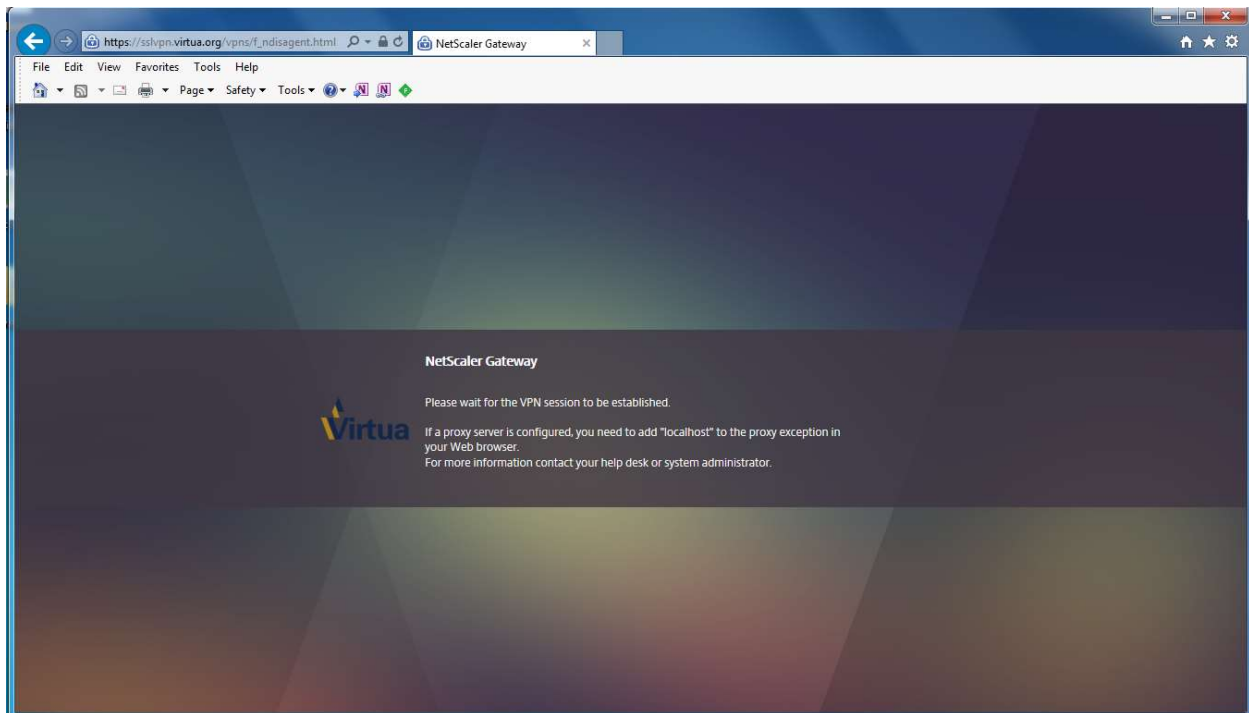 https://sslvpn.virtua.org/vpns/f_ndisagent.html
NetScaler Gateway
File Edit View Favorites Tools Help
Page Safety Tools
NetScaler Gateway
Please wait for the VPN session to be established.
Virtua
If a proxy server is configured, you need to add "localhost" to the proxy exception in
your Web browser.
For more information contact your help desk or system administrator.